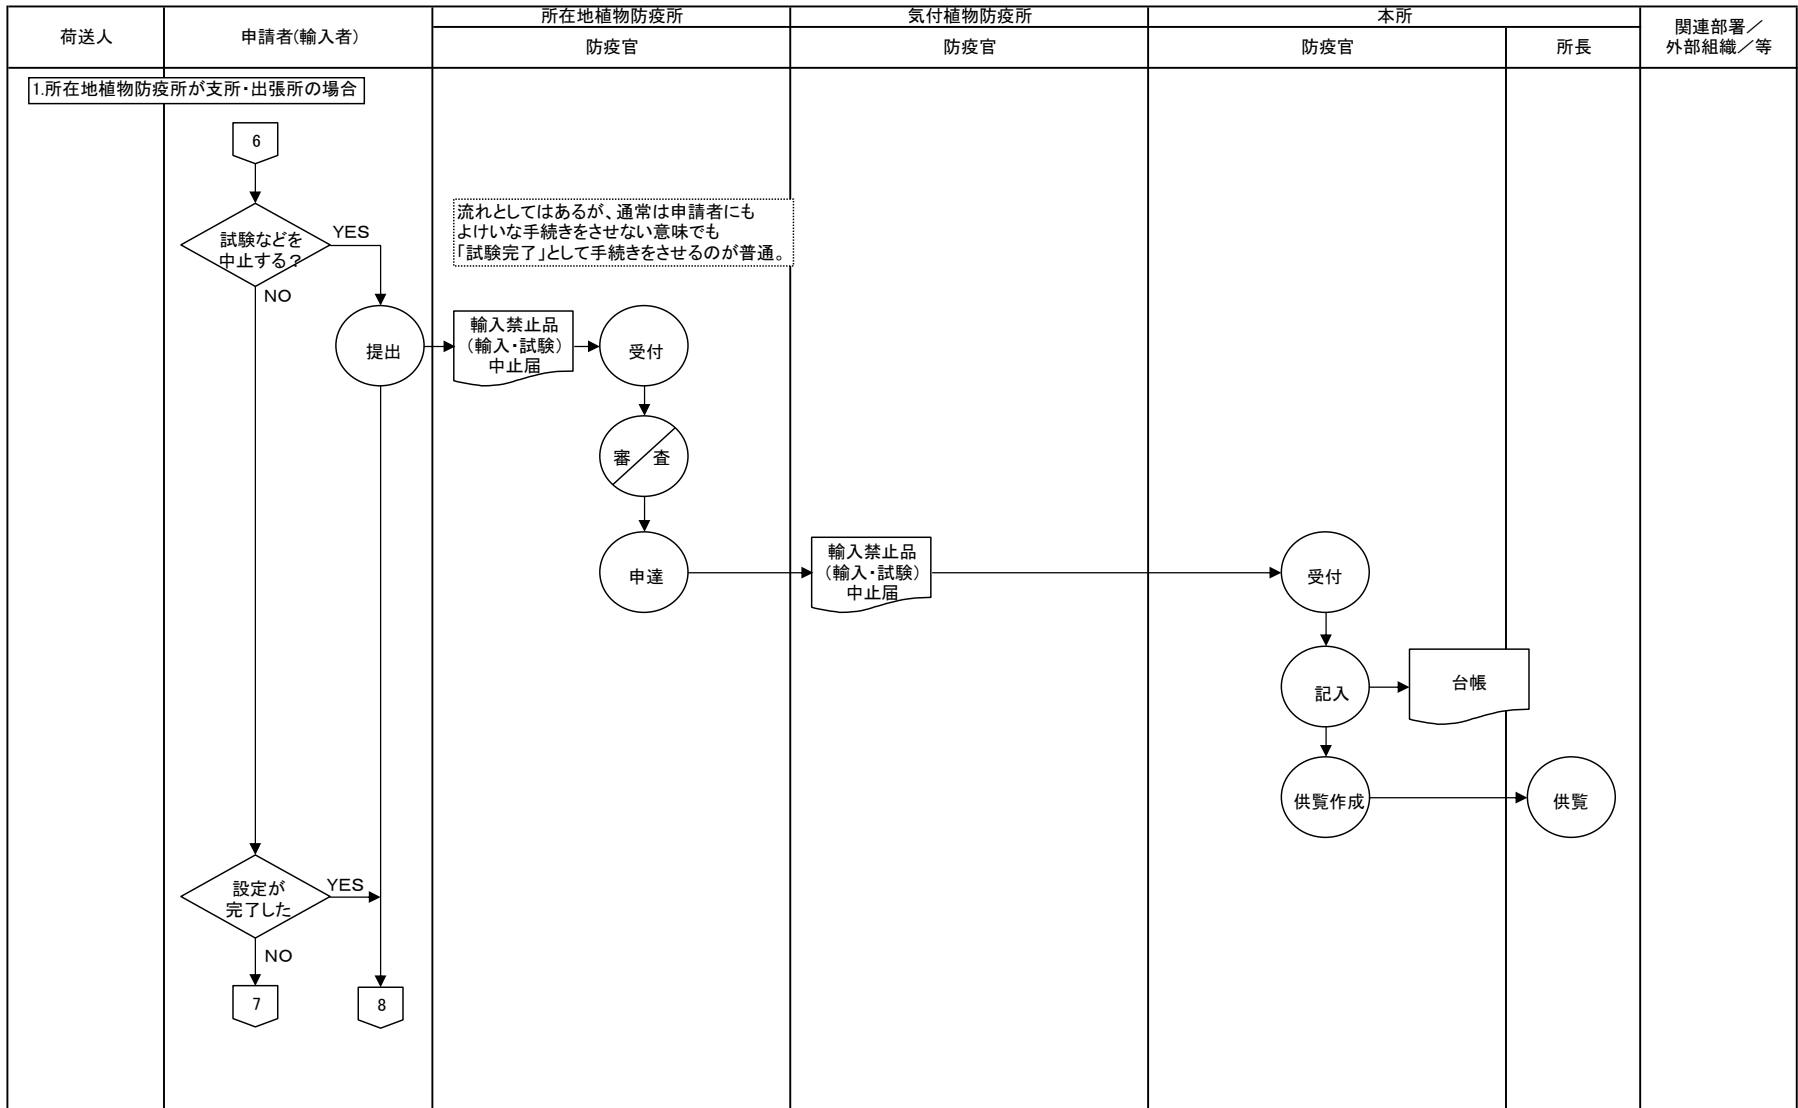 荷送人
申請者(輸入者)
所在地植物防疫所
防疫官
気付植物防疫所
防疫官
本所
防疫官
所長
関連部署／
外部組織／等
1.所在地植物防疫所が支所・出張所の場合
6
試験などを
中止する？
YES
NO
流れとしてはあるが、通常は申請者にも
よけいな手続きをさせない意味でも
「試験完了」として手続きをさせるのが普通。
提出
輸入禁止品
（輸入・試験）
中止届
受付
審 査
申達
輸入禁止品
（輸入・試験）
中止届
受付
記入
台帳
供覧作成
供覧
設定が
完了した
YES
NO
7
8